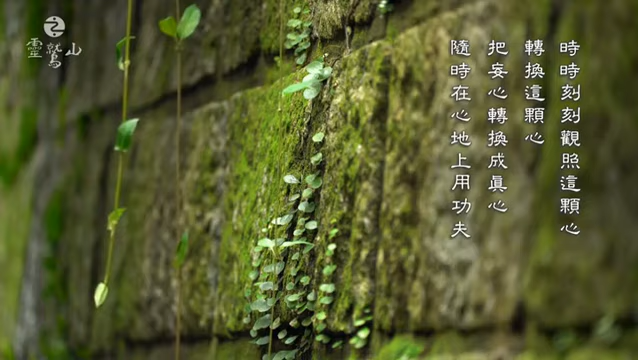 時時刻刻觀照這顆心
轉換這顆心
把妄心轉換成真心
隨時在心地上用功夫
靈鷲山